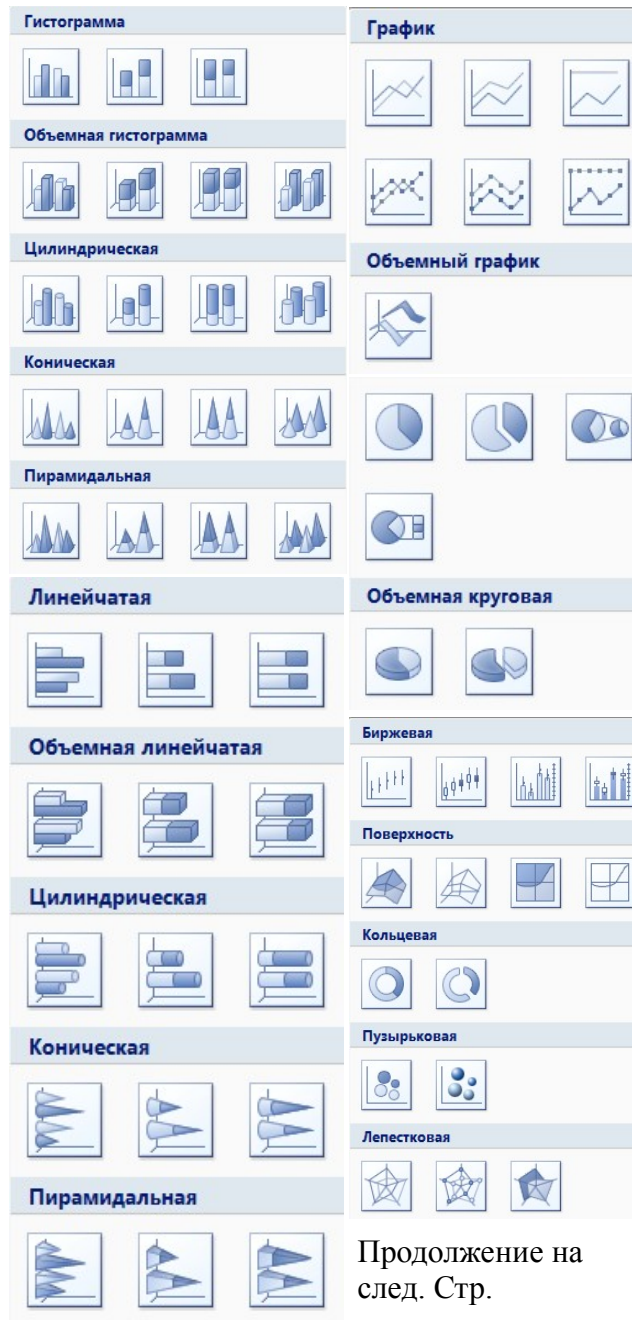 Гистограмма
Объемная гистограмма
Цилиндрическая
Коническая
Пирамидальная
Линейчатая
Объемная линейчатая
Цилиндрическая
Коническая
Пирамидальная
График
Объемный график
Объемная круговая
Биржевая
Поверхность
Кольцевая
Пузырьковая
Лепестковая
Продолжение на
след. Стр.